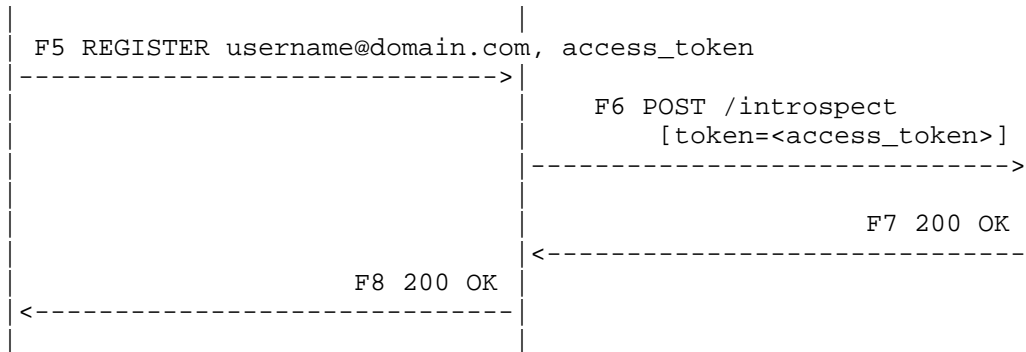 F5 REGISTER username@domain.com, access_token
F6 POST /introspect
[token=<access_token>]
F7 200 OK
F8 200 OK